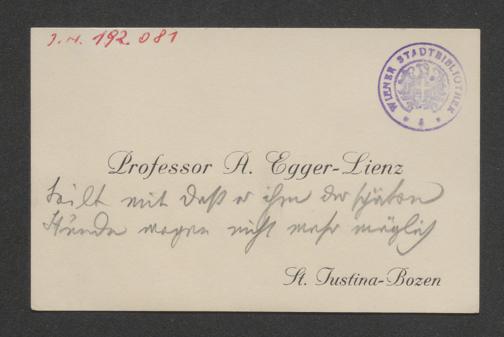 J.N. 192.081
WIENER STADTBIBLIOTHEK
Professor A. Egger-Lienz
teilt mit daß er ihm der späten
Stunde wegen nicht mehr möglich
St. Justina-Bozen